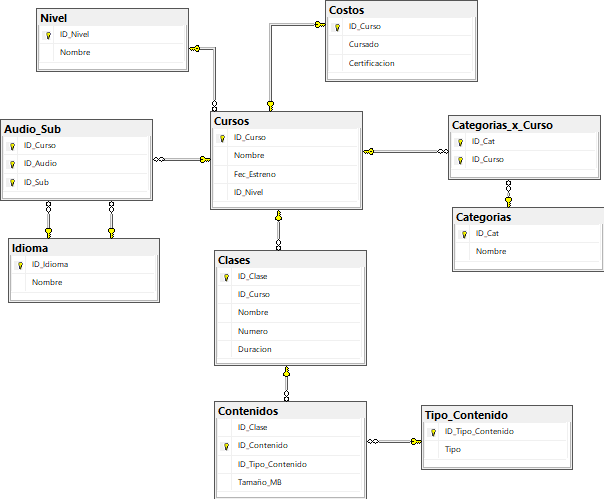 Nivel
ID_Nivel
Nombre
Costos
ID_Curso
Cursado
Certificacion
Audio_Sub
ID_Curso
ID_Audio
ID_Sub
Cursos
ID_Curso
Nombre
Fec_Estreno
ID_Nivel
Categorias_x_Curso
ID_Cat
ID_Curso
Categorias
ID_Cat
Nombre
Idioma
ID_Idioma
Nombre
Clases
ID_Clase
ID_Curso
Nombre
Numero
Duracion
Contenidos
ID_Clase
ID_Contenido
ID_Tipo_Contenido
Tamaño_MB
Tipo_Contenido
ID_Tipo_Contenido
Tipo